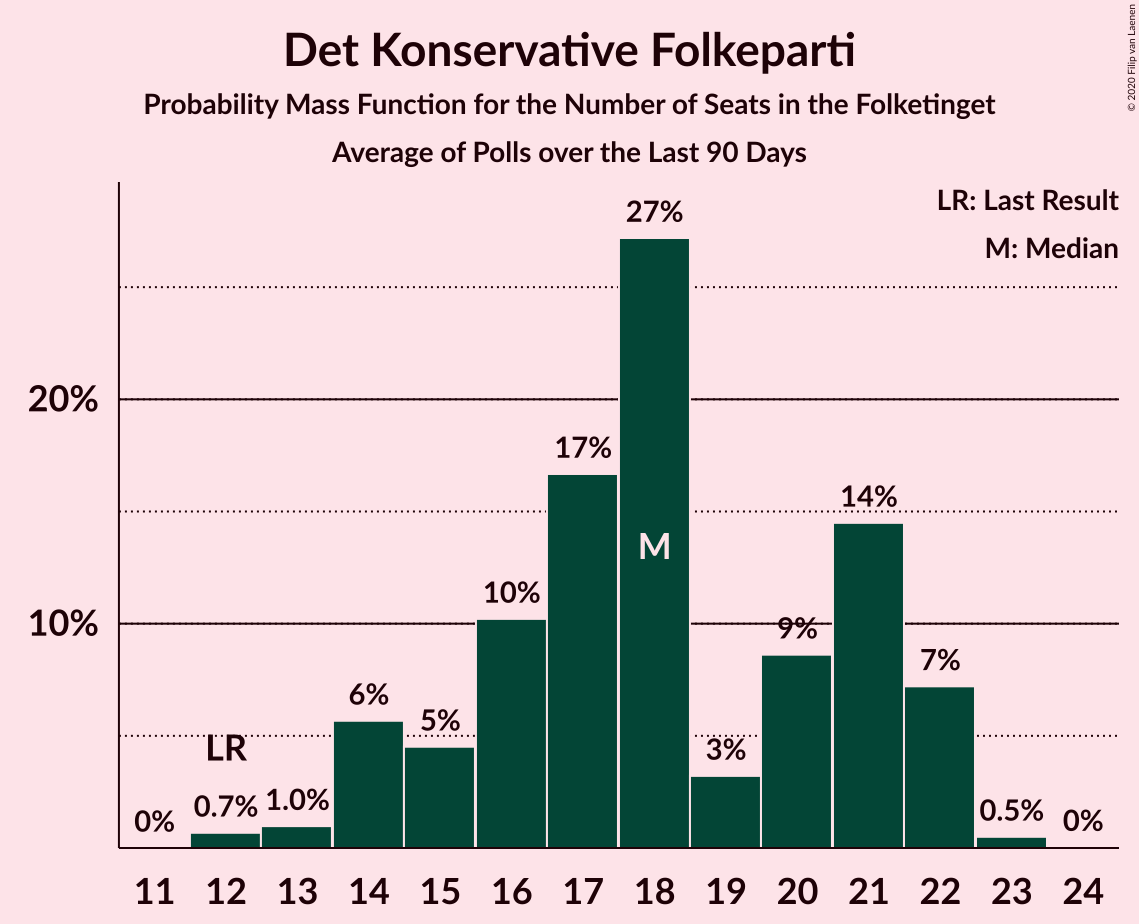 Det Konservative Folkeparti
Probability Mass Function for the Number of Seats in the Folketinget
Average of Polls over the Last 90 Days
© 2020 Filip van Laenen
LR: Last Result
M: Median
27%
20%
17%
14%
M
10%
10%
9%
7%
6%
5%
LR
3%
0%
0.7%
1.0%
0.5%
0%
11 12 13 14 15 16 17 18 19 20 21 22 23 24